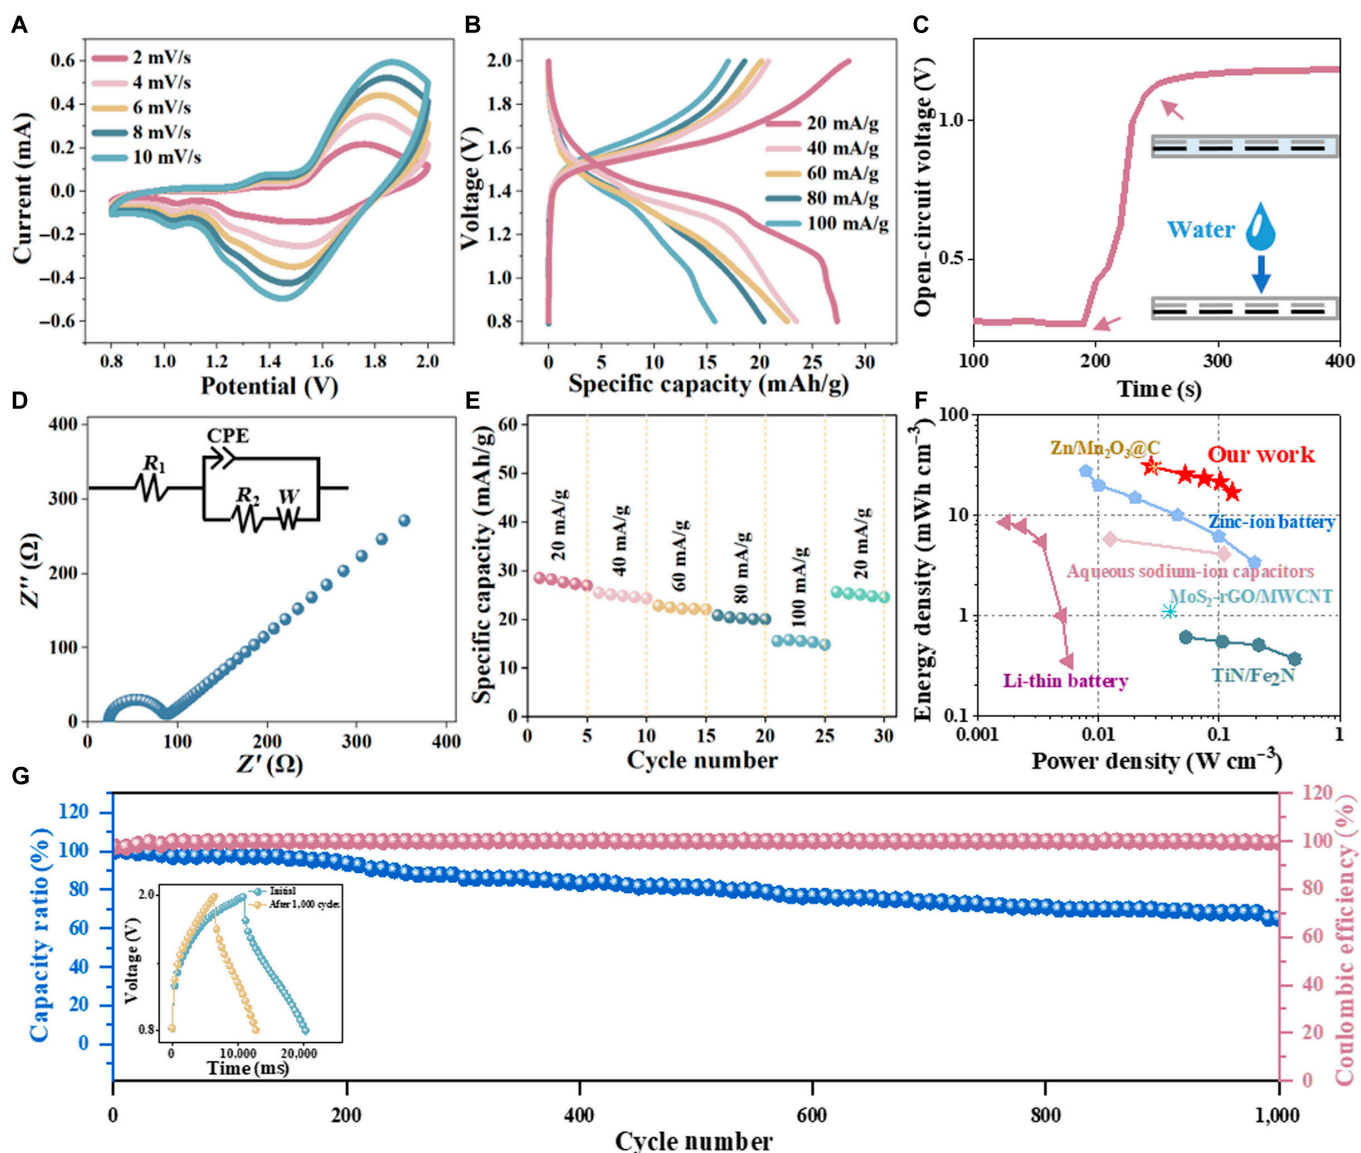 A
0.6
0.4
0.2
0.0
−0.2
−0.4
−0.6
Current (mA)
2 mV/s
4 mV/s
6 mV/s
8 mV/s
10 mV/s
0.8 1.0 1.2 1.4 1.6 1.8 2.0
Potential (V)
B
2.0
1.8
1.6
1.4
1.2
1.0
0.8
Voltage (V)
20 mA/g
40 mA/g
60 mA/g
80 mA/g
100 mA/g
0 5 10 15 20 25 30
Specific capacity (mAh/g)
C
1.0
0.5
Open-circuit voltage (V)
Water
100 200 300 400
Time (s)
D
400
300
200
100
0
Z'' (Ω)
CPE
R1
R2 W
0 100 200 300 400
Z' (Ω)
E
60
50
40
30
20
10
0
Specific capacity (mAh/g)
20 mA/g
40 mA/g
60 mA/g
80 mA/g
100 mA/g
20 mA/g
0 5 10 15 20 25 30
Cycle number
F
100
10
1
0.1
Energy density (mWh cm−3)
Zn/Mn2O3@C
Our work
Zinc-ion battery
Aqueous sodium-ion capacitors
MoS2-rGO/MWCNT
Li-thin battery
TiN/Fe2N
0.001 0.01 0.1 1
Power density (W cm−3)
G
120
100
80
60
40
20
0
Capacity ratio (%)
2.0
0.8
Voltage (V)
Initial
After 1,000 cycles
0 10,000 20,000
Time (ms)
120
100
80
60
40
20
0
Coulombic efficiency (%)
0 200 400 600 800 1,000
Cycle number